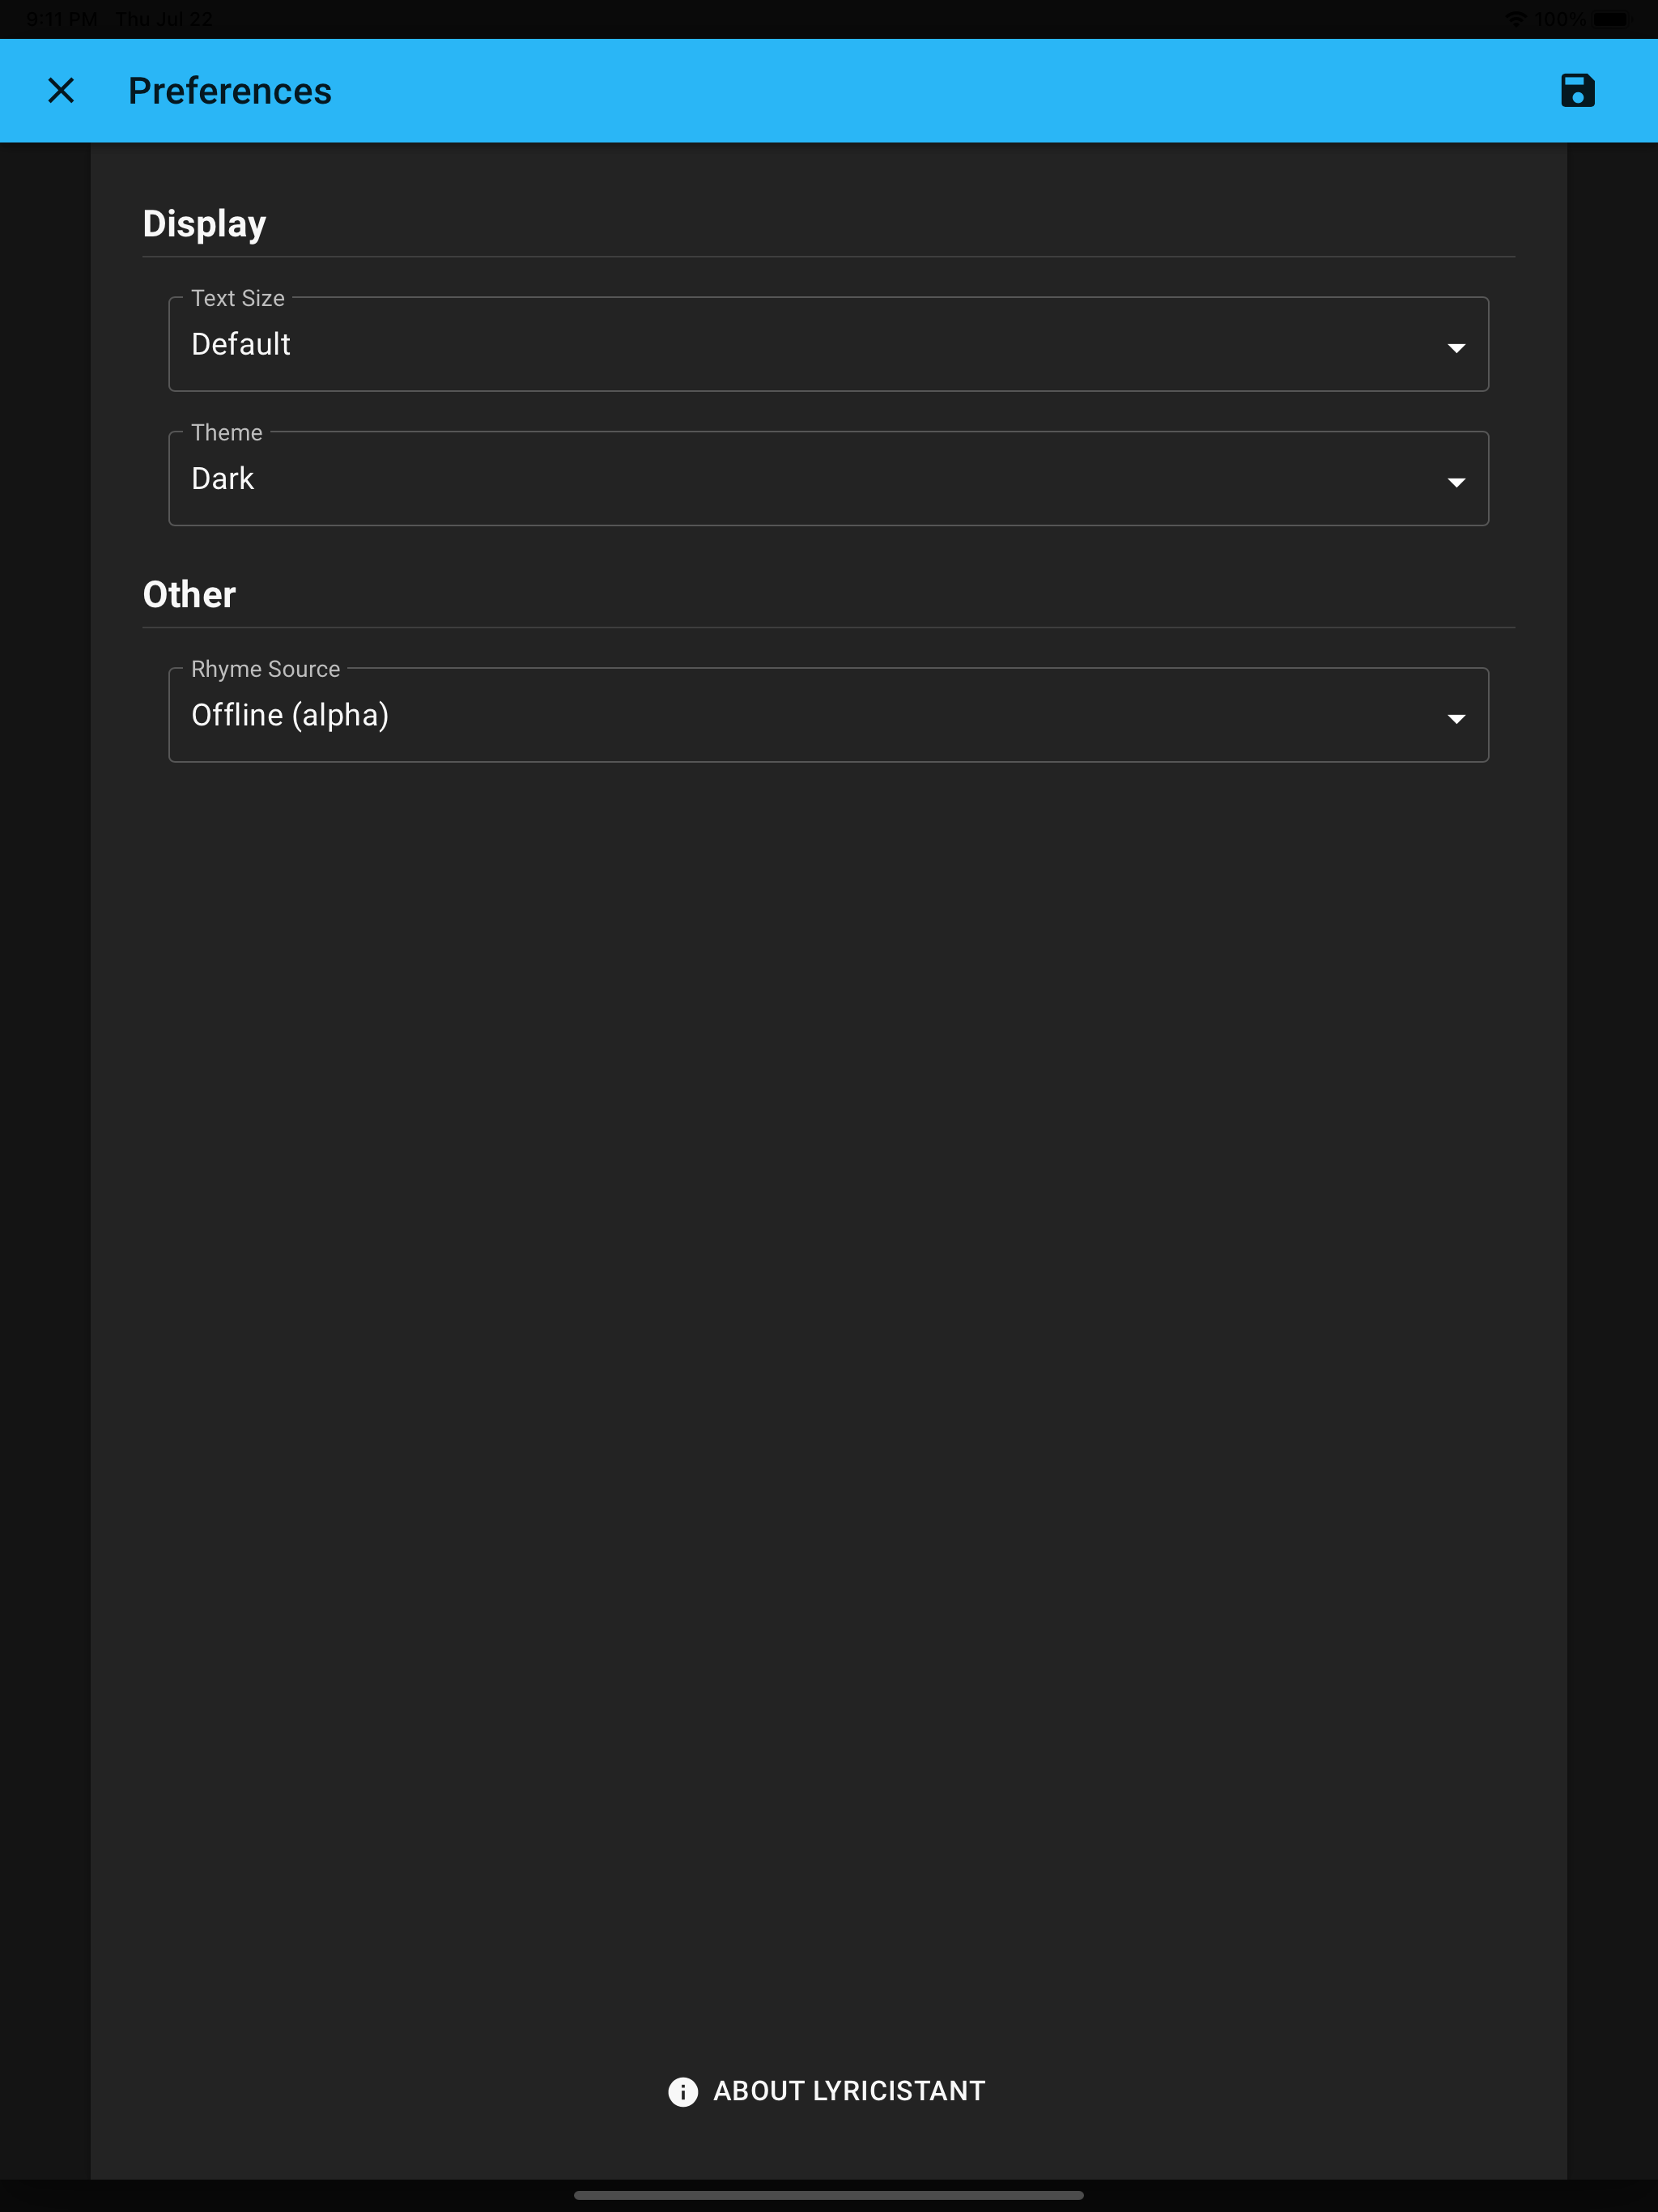 9:11 PM Thu Jul 22
100%
Preferences
Display
Text Size
Default
Theme
Dark
Other
Rhyme Source
Offline (alpha)
ABOUT LYRICISTANT